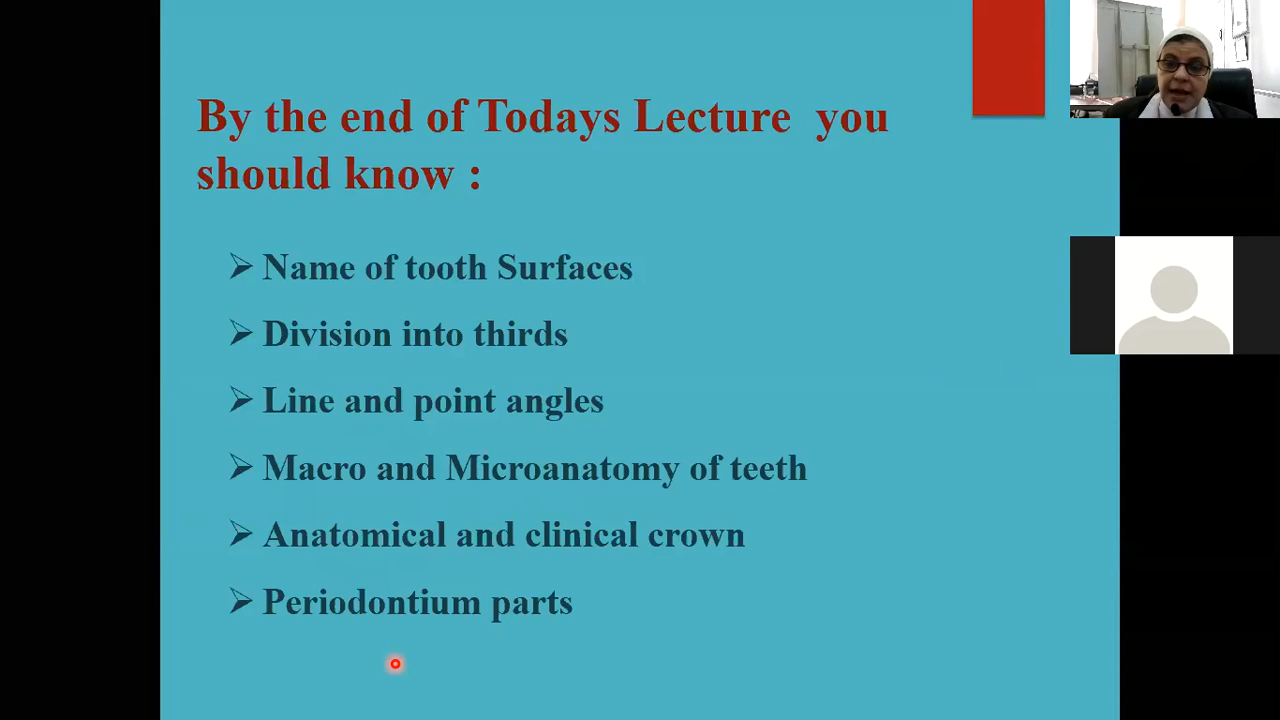 By the end of Todays Lecture you
should know :
Name of tooth Surfaces
Division into thirds
Line and point angles
Macro and Microanatomy of teeth
Anatomical and clinical crown
Periodontium parts